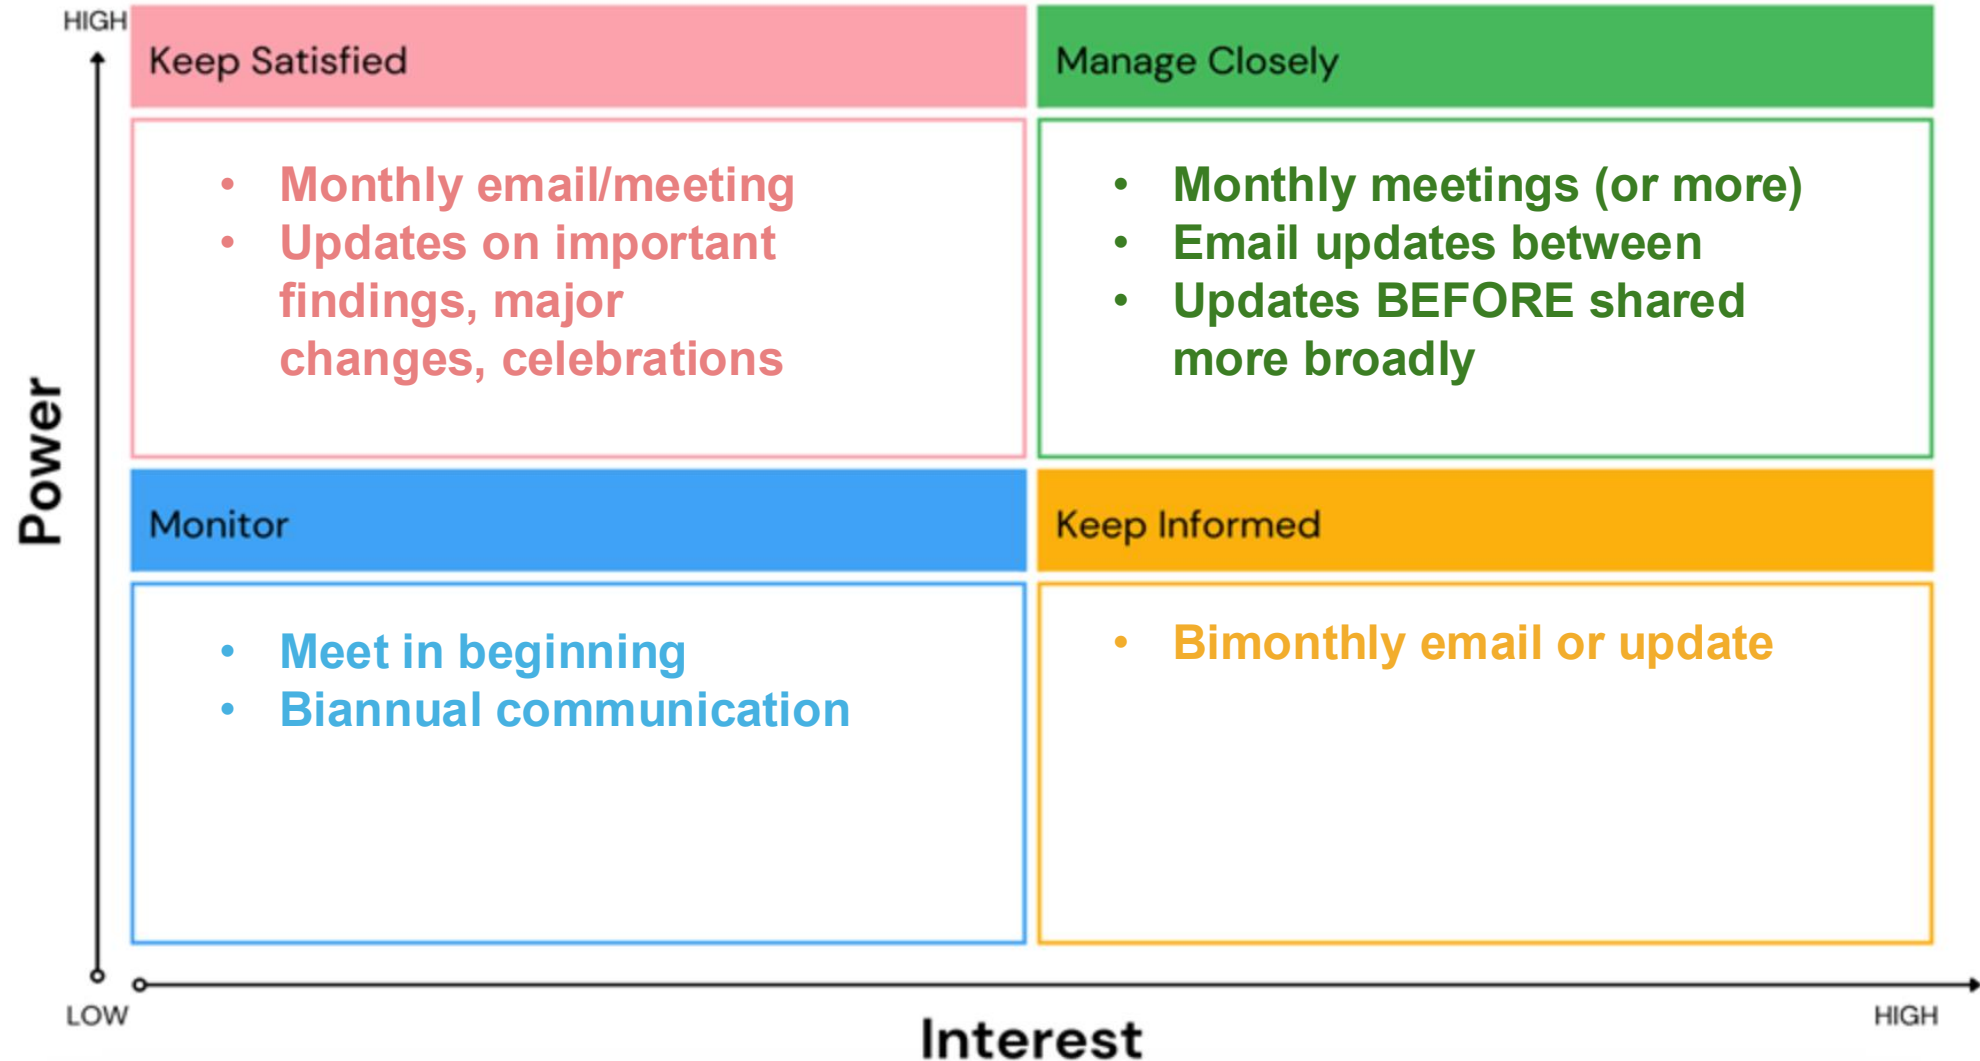 HIGH
Keep Satisfied
• Monthly email/meeting
• Updates on important
findings, major
changes, celebrations
Manage Closely
• Monthly meetings (or more)
• Email updates between
• Updates BEFORE shared
more broadly
Power
Monitor
• Meet in beginning
• Biannual communication
Keep Informed
• Bimonthly email or update
LOW
Interest
HIGH